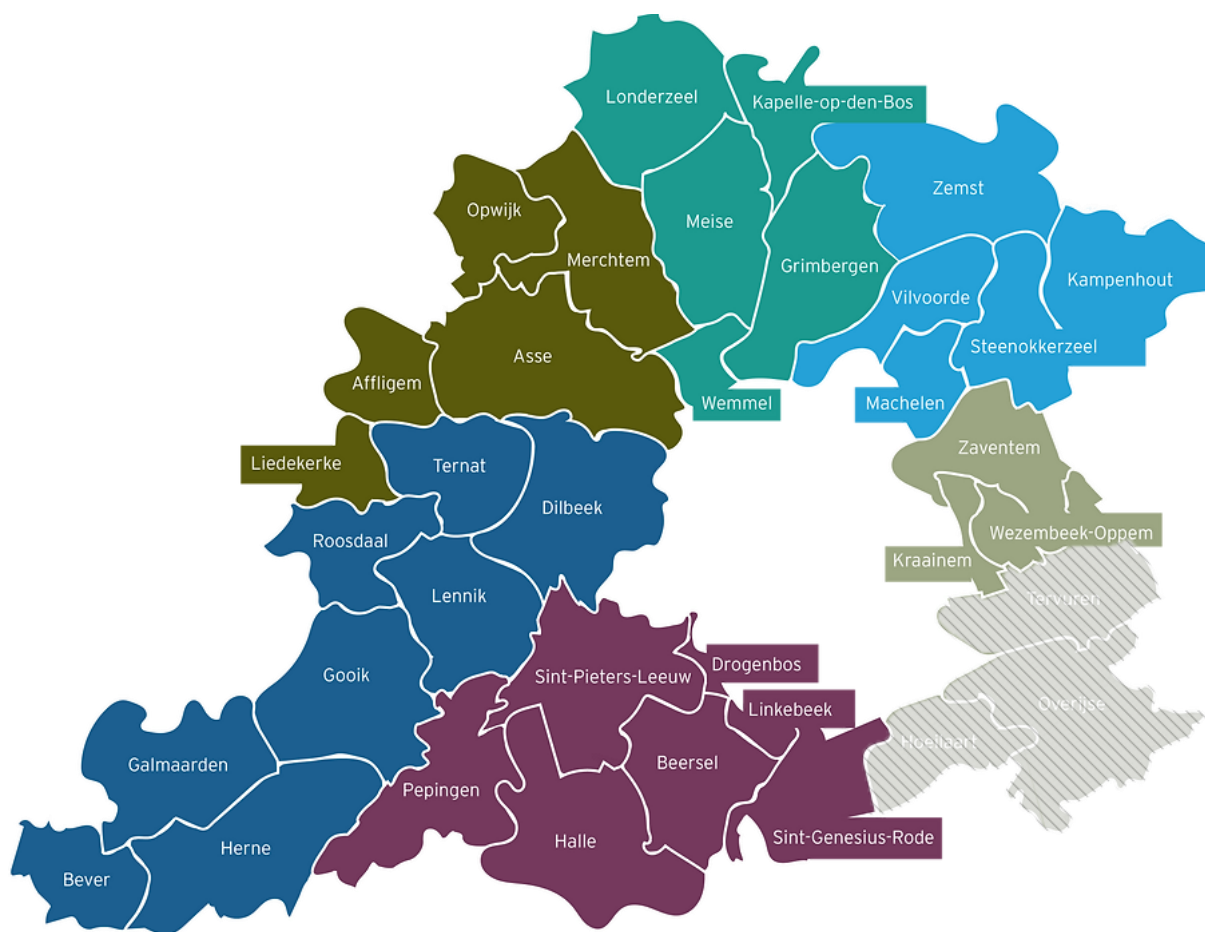 Londerzeel
Kapelle-op-den-Bos
Zemst
Opwijk
Meise
Merchtem
Grimbergen
Kampenhout
Vilvoorde
Steenokkerzeel
Asse
Affligem
Wemmel
Machelen
Zaventem
Liedekerke
Ternat
Dilbeek
Wezembeek-Oppem
Roosdaal
Kraainem
Lennik
Tervuren
Gooik
Sint-Pieters-Leeuw
Drogenbos
Overijse
Linkebeek
Hoeilaart
Galmaarden
Beersel
Pepingen
Sint-Genesius-Rode
Halle
Herne
Bever